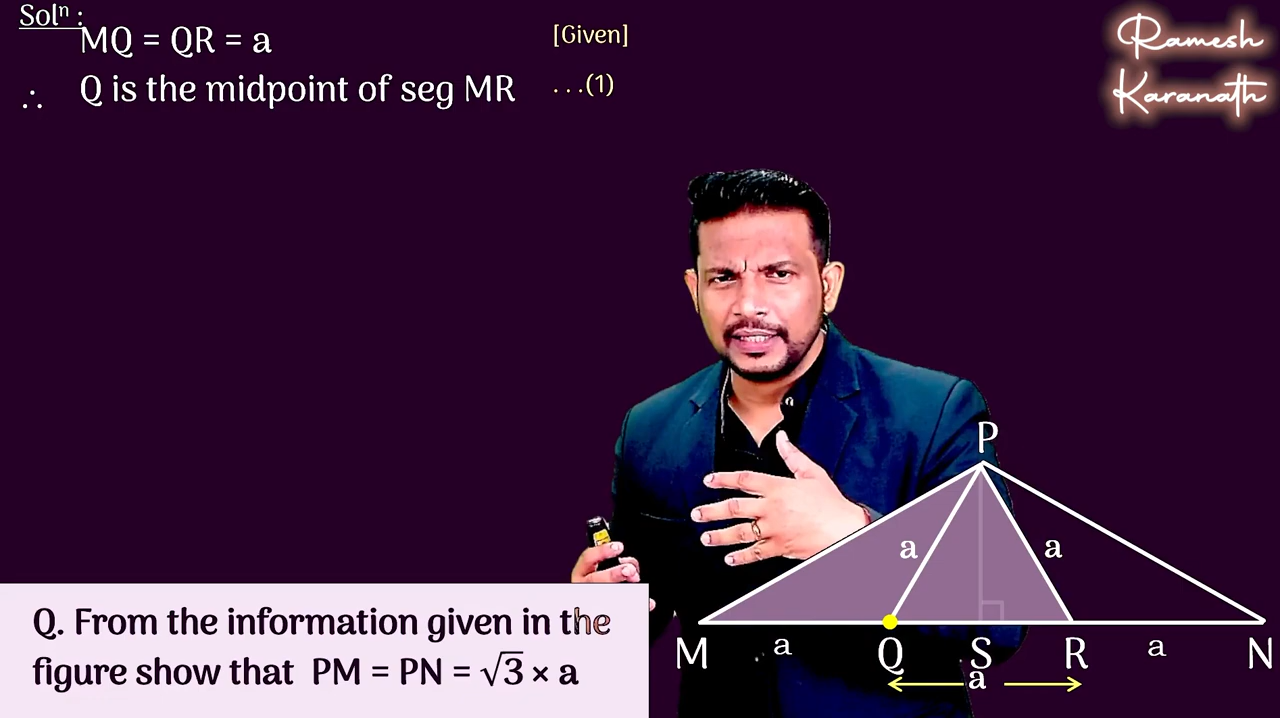 Solⁿ :
MQ = QR = a [Given]
∴ Q is the midpoint of seg MR . . .(1)
Ramesh
Karanath
Q. From the information given in the
figure show that PM = PN = √3 × a
P
a a
M a Q S R a N
a